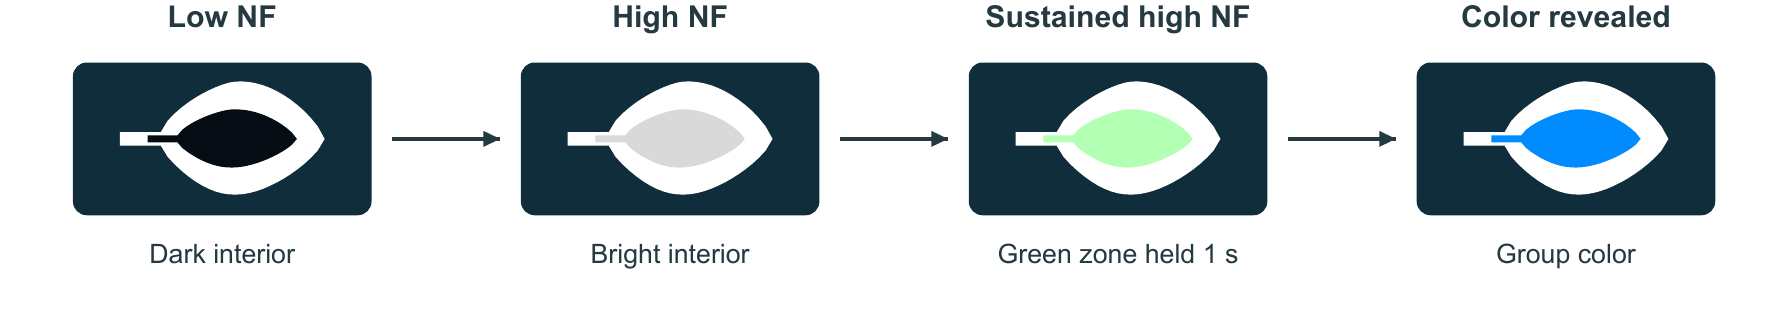 Low NF
High NF
Sustained high NF
Color revealed
Dark interior
Bright interior
Green zone held 1 s
Group color